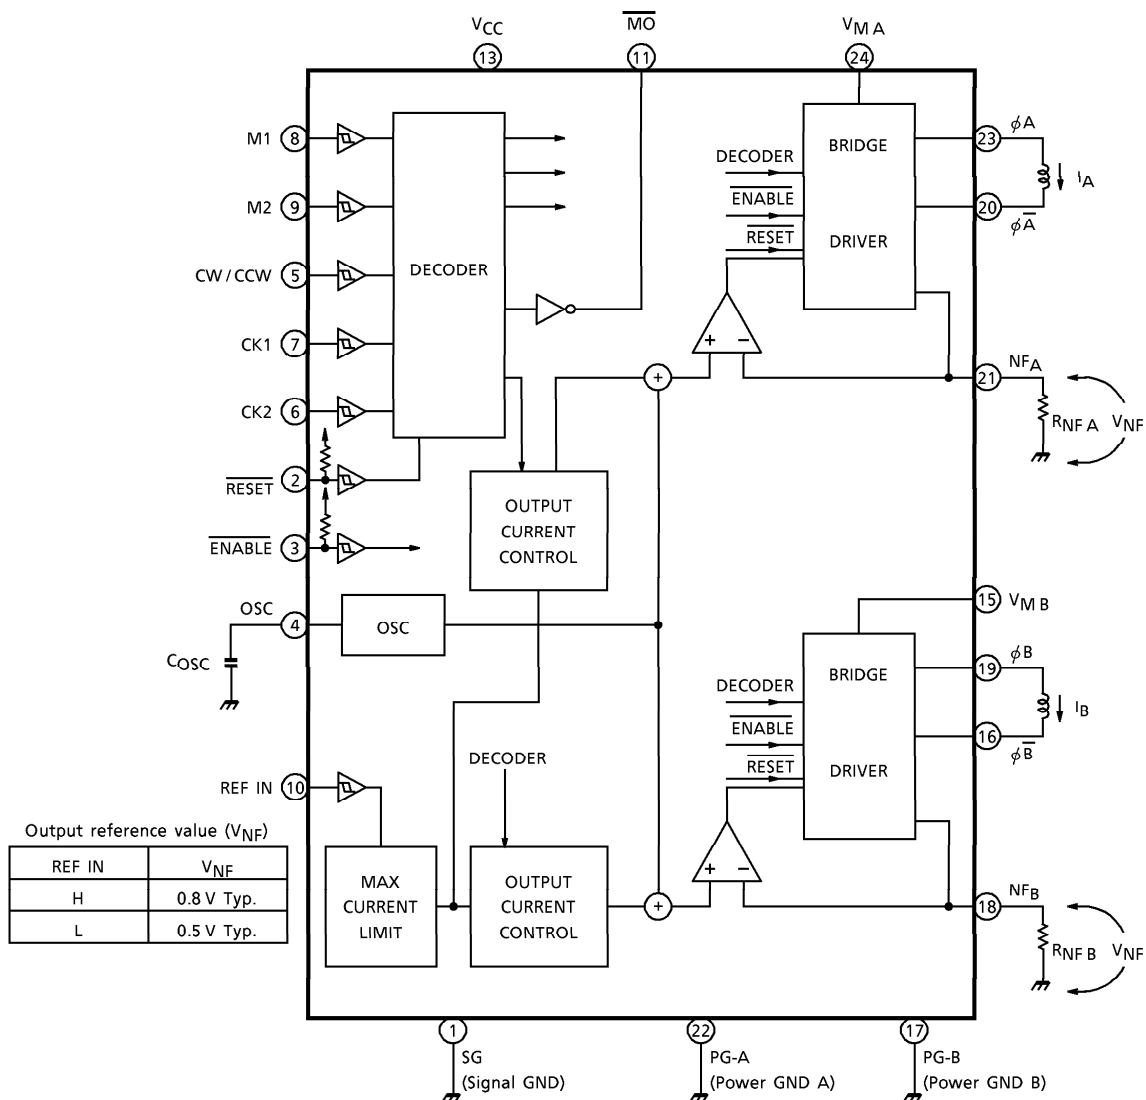 VCC
MO
VM A
13
11
24
M1
8
M2
9
CW / CCW
5
CK1
7
CK2
6
RESET
2
ENABLE
3
OSC
4
COSC
REF IN
10
DECODER
OUTPUT
CURRENT
CONTROL
OSC
DECODER
MAX
CURRENT
LIMIT
OUTPUT
CURRENT
CONTROL
+
+
DECODER
ENABLE
RESET
BRIDGE
DRIVER
+ −
23
ϕA
IA
20
ϕA
21
NFA
RNF A
VNF
15
VM B
DECODER
ENABLE
RESET
BRIDGE
DRIVER
+ −
19
ϕB
IB
16
ϕB
18
NFB
RNF B
VNF
Output reference value (VNF)
REF IN VNF
H 0.8 V Typ.
L 0.5 V Typ.
1
SG
(Signal GND)
22
PG-A
(Power GND A)
17
PG-B
(Power GND B)